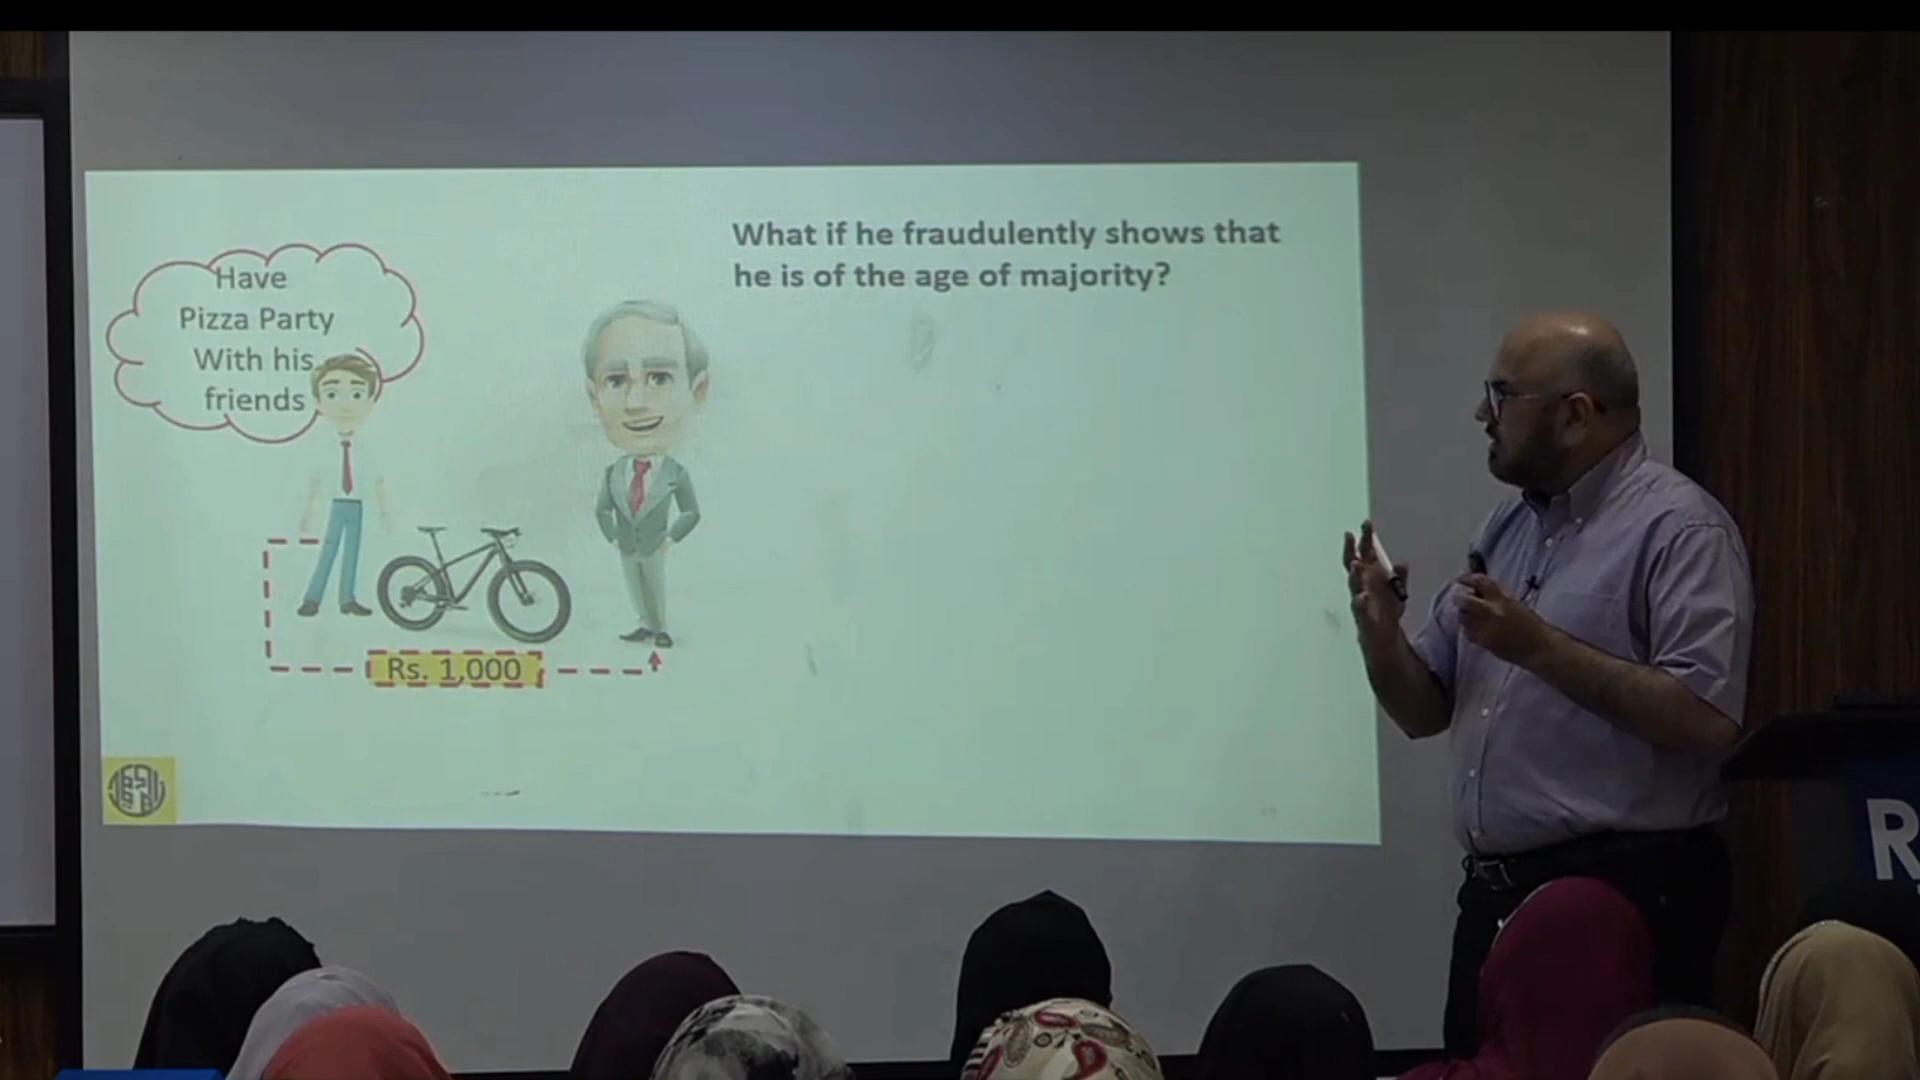 What if he fraudulently shows that
he is of the age of majority?
Have
Pizza Party
With his
friends
Rs. 1,000
R